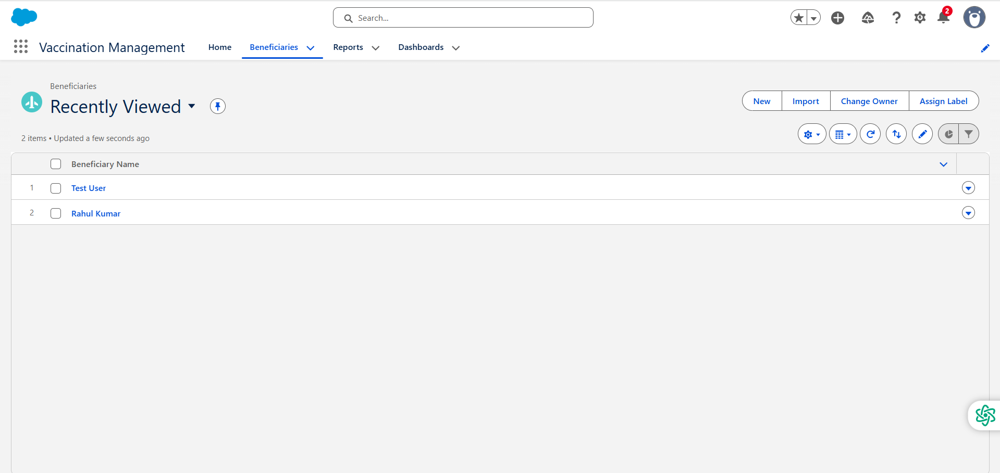 Search...
2
Vaccination Management
Home
Beneficiaries
Reports
Dashboards
Beneficiaries
Recently Viewed
New
Import
Change Owner
Assign Label
2 items • Updated a few seconds ago
Beneficiary Name
1 Test User
2 Rahul Kumar